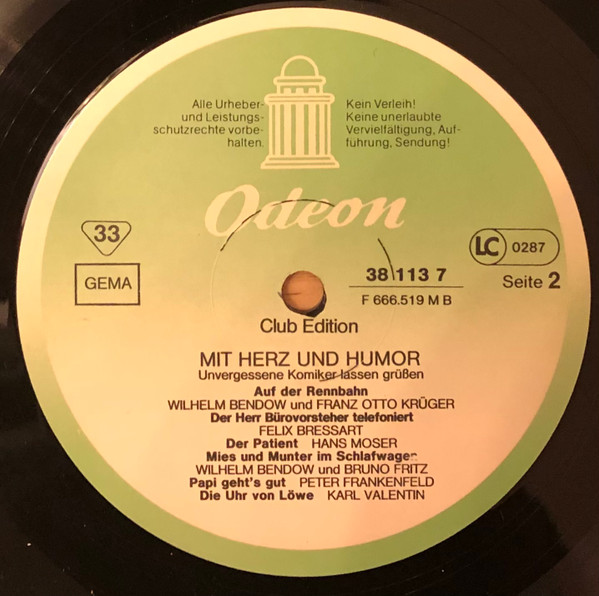 Alle Urheber-
und Leistungs-
schutzrechte vorbe-
halten.
Kein Verleih!
Keine unerlaubte
Vervielfältigung, Auf-
führung, Sendung!
Odeon
33
GEMA
LC 0287
38 113 7
F 666.519 M B
Seite 2
Club Edition
MIT HERZ UND HUMOR
Unvergessene Komiker lassen grüßen
Auf der Rennbahn
WILHELM BENDOW und FRANZ OTTO KRÜGER
Der Herr Bürovorsteher telefoniert
FELIX BRESSART
Der Patient HANS MOSER
Mies und Munter im Schlafwagen
WILHELM BENDOW und BRUNO FRITZ
Papi geht's gut PETER FRANKENFELD
Die Uhr von Löwe KARL VALENTIN